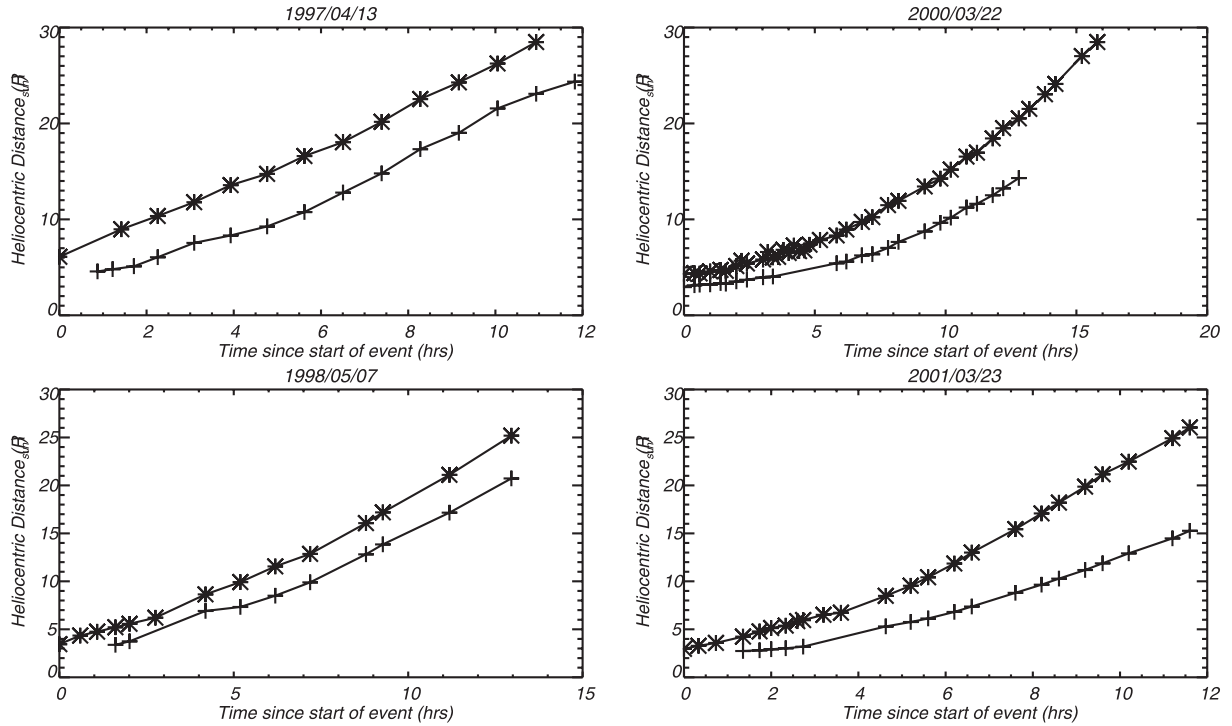 1997/04/13
30
20
10
0
Heliocentric Distance
0 2 4 6 8 10 12
Time since start of event (hrs)
2000/03/22
30
20
10
0
Heliocentric Distance
0 5 10 15 20
Time since start of event (hrs)
1998/05/07
30
25
20
15
10
5
0
Heliocentric Distance
0 5 10 15
Time since start of event (hrs)
2001/03/23
30
25
20
15
10
5
0
Heliocentric Distance
0 2 4 6 8 10 12
Time since start of event (hrs)